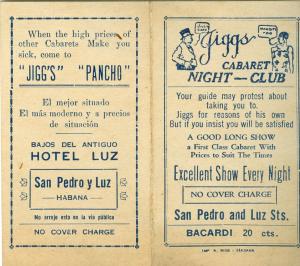 When the high prices of
other Cabarets Make you
sick, come to
"JIGG'S" "PANCHO"
El mejor situado
El más moderno y a precios
de situación
BAJOS DEL ANTIGUO
HOTEL LUZ
San Pedro y Luz
HABANA
No arroje esto en la vía pública
NO COVER CHARGE
Jiggs
CABARET
NIGHT-CLUB
Your guide may protest about
taking you to.
Jiggs for reasons of his own
But if you insist you will be satisfied
A GOOD LONG SHOW
a First Class Cabaret With
Prices to Suit The Times
Excellent Show Every Night
NO COVER CHARGE
San Pedro and Luz Sts.
BACARDI 20 cts.